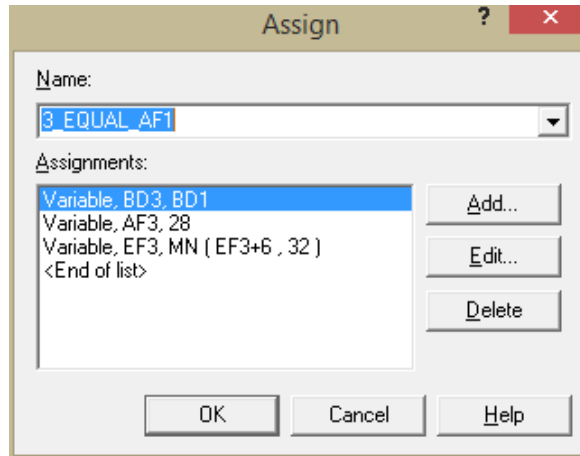 Assign
?
×
Name:
3_EQUAL_AF1
Assignments:
Variable, BD3, BD1
Variable, AF3, 28
Variable, EF3, MN ( EF3+6 , 32 )
<End of list>
Add...
Edit...
Delete
OK
Cancel
Help